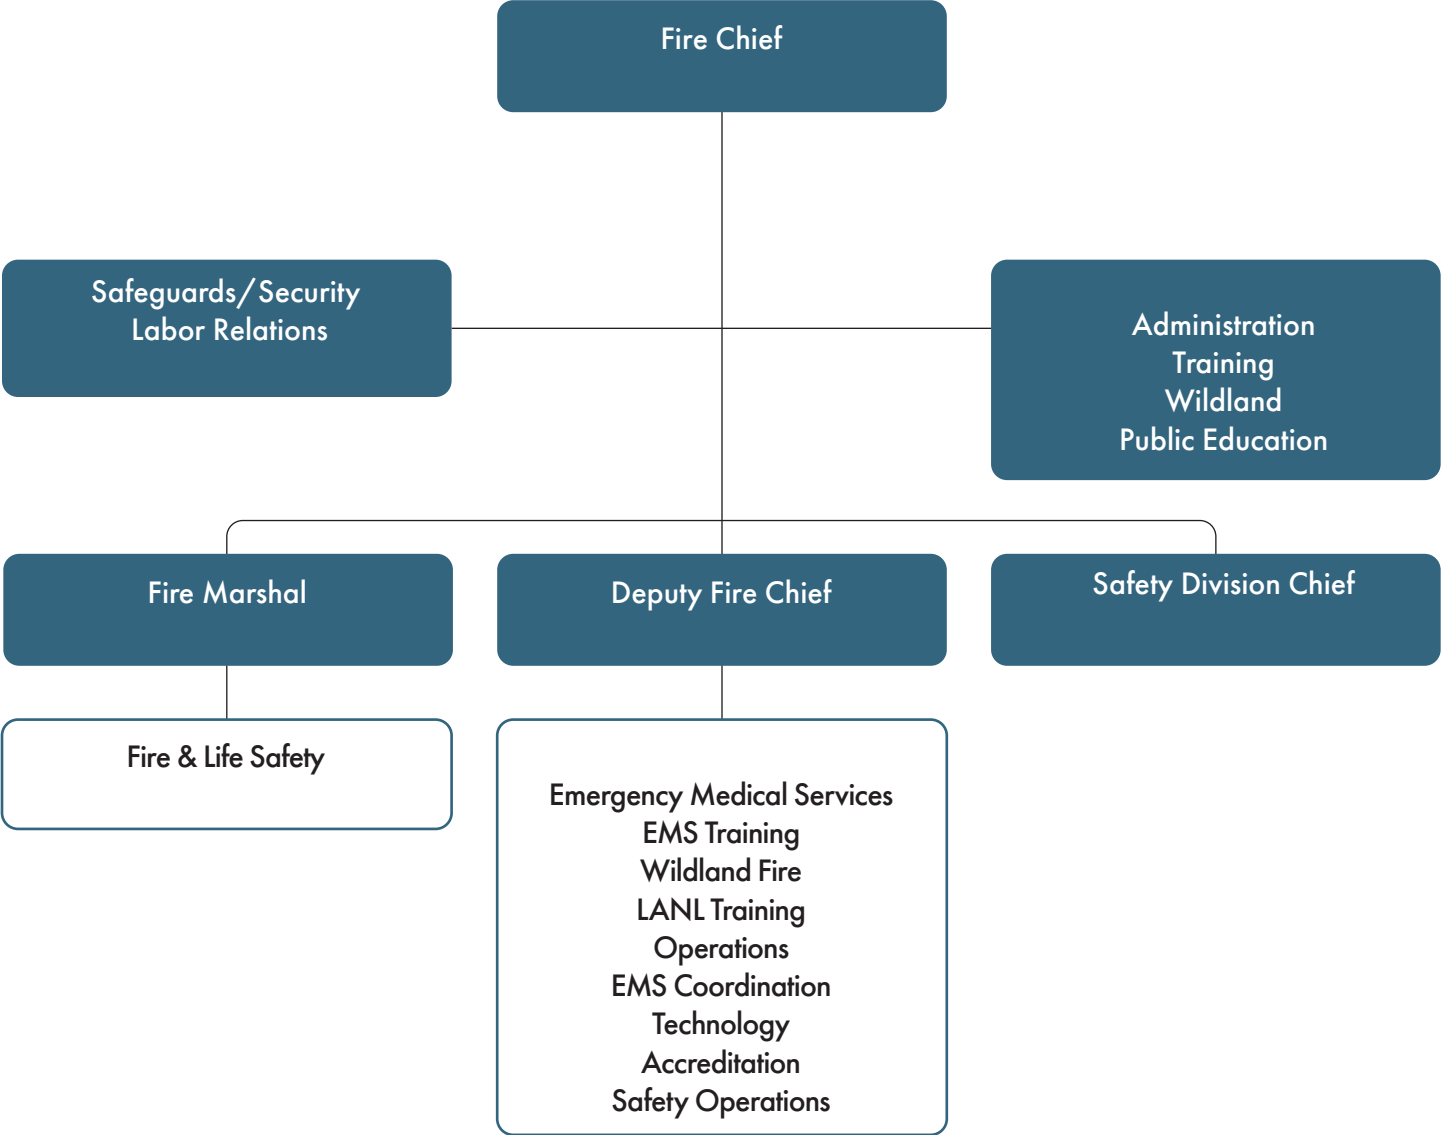 Fire Chief
Safeguards/Security
Labor Relations
Administration
Training
Wildland
Public Education
Fire Marshal
Deputy Fire Chief
Safety Division Chief
Fire & Life Safety
Emergency Medical Services
EMS Training
Wildland Fire
LANL Training
Operations
EMS Coordination
Technology
Accreditation
Safety Operations